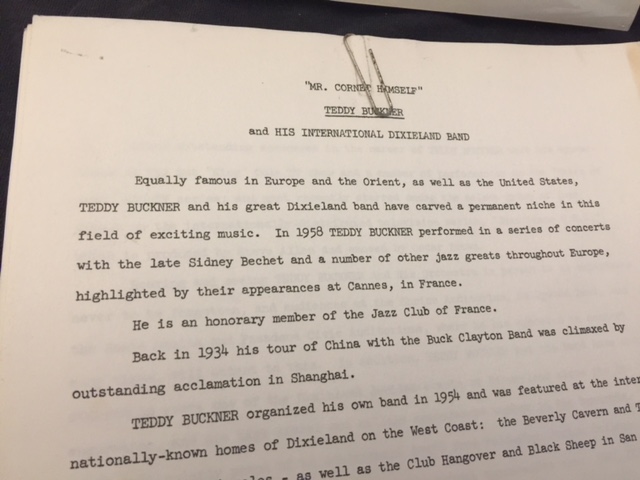 "MR. CORNET HIMSELF"
TEDDY BUCKNER
and HIS INTERNATIONAL DIXIELAND BAND
Equally famous in Europe and the Orient, as well as the United States,
TEDDY BUCKNER and his great Dixieland band have carved a permanent niche in this
field of exciting music. In 1958 TEDDY BUCKNER performed in a series of concerts
with the late Sidney Bechet and a number of other jazz greats throughout Europe,
highlighted by their appearances at Cannes, in France.
He is an honorary member of the Jazz Club of France.
Back in 1934 his tour of China with the Buck Clayton Band was climaxed by
outstanding acclamation in Shanghai.
TEDDY BUCKNER organized his own band in 1954 and was featured at the inter
nationally-known homes of Dixieland on the West Coast: the Beverly Cavern and
- as well as the Club Hangover and Black Sheep in San